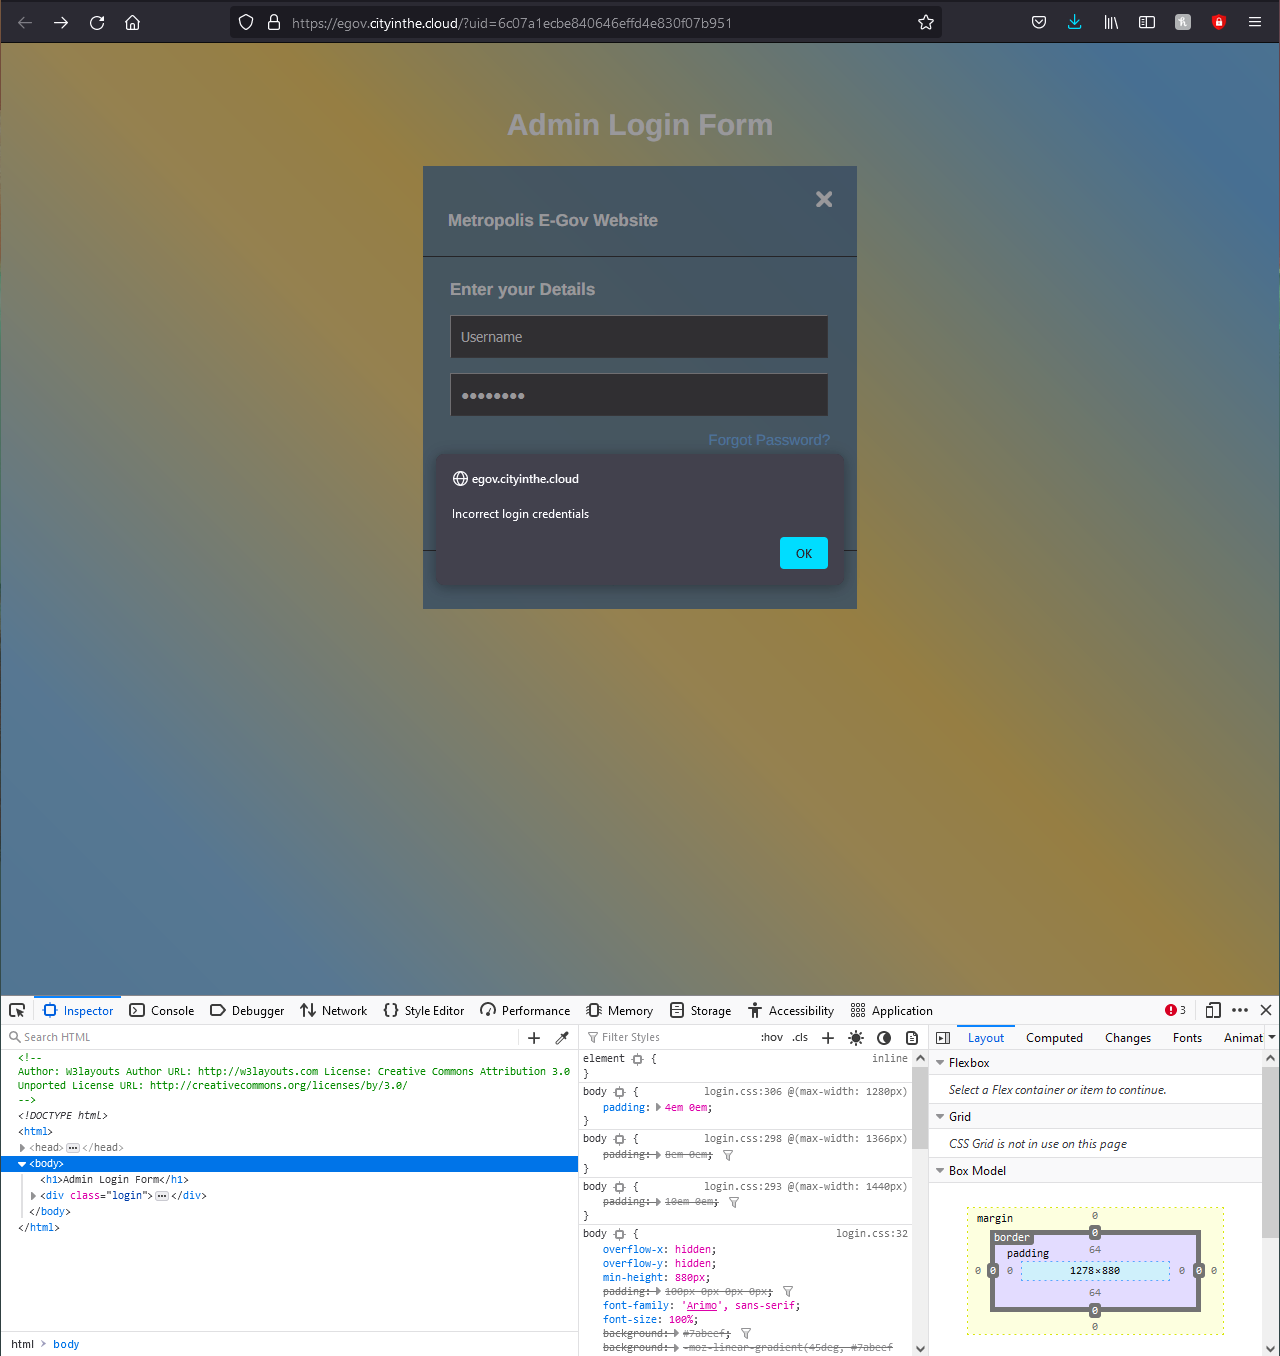 https://egov.cityinthe.cloud/?uid=6c07a1ecbe840646effd4e830f07b951
Admin Login Form
Metropolis E-Gov Website
Enter your Details
Username
●●●●●●●●
Forgot Password?
egov.cityinthe.cloud
Incorrect login credentials
OK
Inspector Console Debugger Network Style Editor Performance Memory Storage Accessibility Application 3
Search HTML
<!--
Author: W3layouts Author URL: http://w3layouts.com License: Creative Commons Attribution 3.0
Unported License URL: http://creativecommons.org/licenses/by/3.0/
-->
<!DOCTYPE html>
<html>
<head>⋯</head>
<body>
<h1>Admin Login Form</h1>
<div class="login">⋯</div>
</body>
</html>
html > body
Filter Styles :hov .cls +
element { inline
}
body { login.css:306 @(max-width: 1280px)
padding: 4em 0em;
}
body { login.css:298 @(max-width: 1366px)
padding: 8em 0em;
}
body { login.css:293 @(max-width: 1440px)
padding: 10em 0em;
}
body { login.css:32
overflow-x: hidden;
overflow-y: hidden;
min-height: 880px;
padding: 100px 0px 0px 0px;
font-family: 'Arimo', sans-serif;
font-size: 100%;
background: #7abeef;
background: -moz-linear-gradient(45deg, #7abeef
Layout Computed Changes Fonts Animat
Flexbox
Select a Flex container or item to continue.
Grid
CSS Grid is not in use on this page
Box Model
margin 0
border 0
padding 64
0 0 0 1278×880 0 0 0
64
0
0